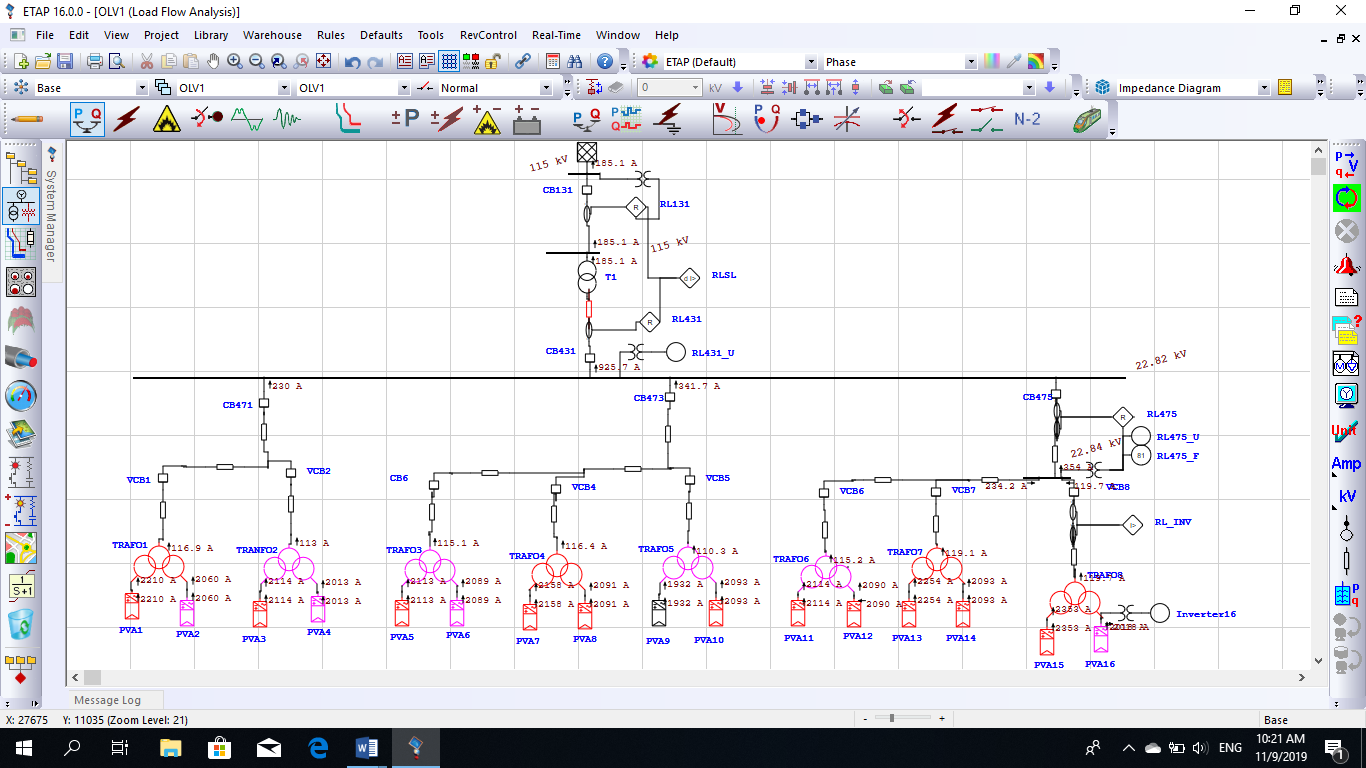 ETAP 16.0.0 - [OLV1 (Load Flow Analysis)]
File Edit View Project Library Warehouse Rules Defaults Tools RevControl Real-Time Window Help
ETAP (Default) Phase
Base OLV1 OLV1 Normal 0 kV Impedance Diagram
P Q N-2
System Manager
115 kV
185.1 A
CB131
R
RL131
185.1 A
115 kV
185.1 A
T1
RLSL
R
RL431
CB431
RL431_U
925.7 A
22.82 kV
230 A
341.7 A
CB471
CB473
CB475
R
RL475
RL475_U
81
RL475_F
22.84 kV
354 A
VCB1
VCB2
CB6
VCB4
VCB5
VCB6
VCB7
234.2 A
VCB8
RL_INV
TRAFO1
116.9 A
TRANFO2
113 A
TRAFO3
115.1 A
TRAFO4
116.4 A
TRAFO5
110.3 A
TRAFO6
115.2 A
TRAFO7
119.1 A
TRAFO8
2210 A 2060 A 2114 A 2013 A 2113 A 2089 A 2158 A 2091 A 1932 A 2093 A 2114 A 2090 A 2254 A 2093 A 2353 A
2210 A 2060 A 2114 A 2013 A 2113 A 2089 A 2158 A 2091 A 1932 A 2093 A 2114 A 2090 A 2254 A 2093 A 2353 A
Inverter16
PVA1 PVA2 PVA3 PVA4 PVA5 PVA6 PVA7 PVA8 PVA9 PVA10 PVA11 PVA12 PVA13 PVA14 PVA15 PVA16
Unit
Amp
kV
1
S+1
Message Log
X: 27675 Y: 11035 (Zoom Level: 21)
- +
Base
ENG
10:21 AM
11/9/2019
1